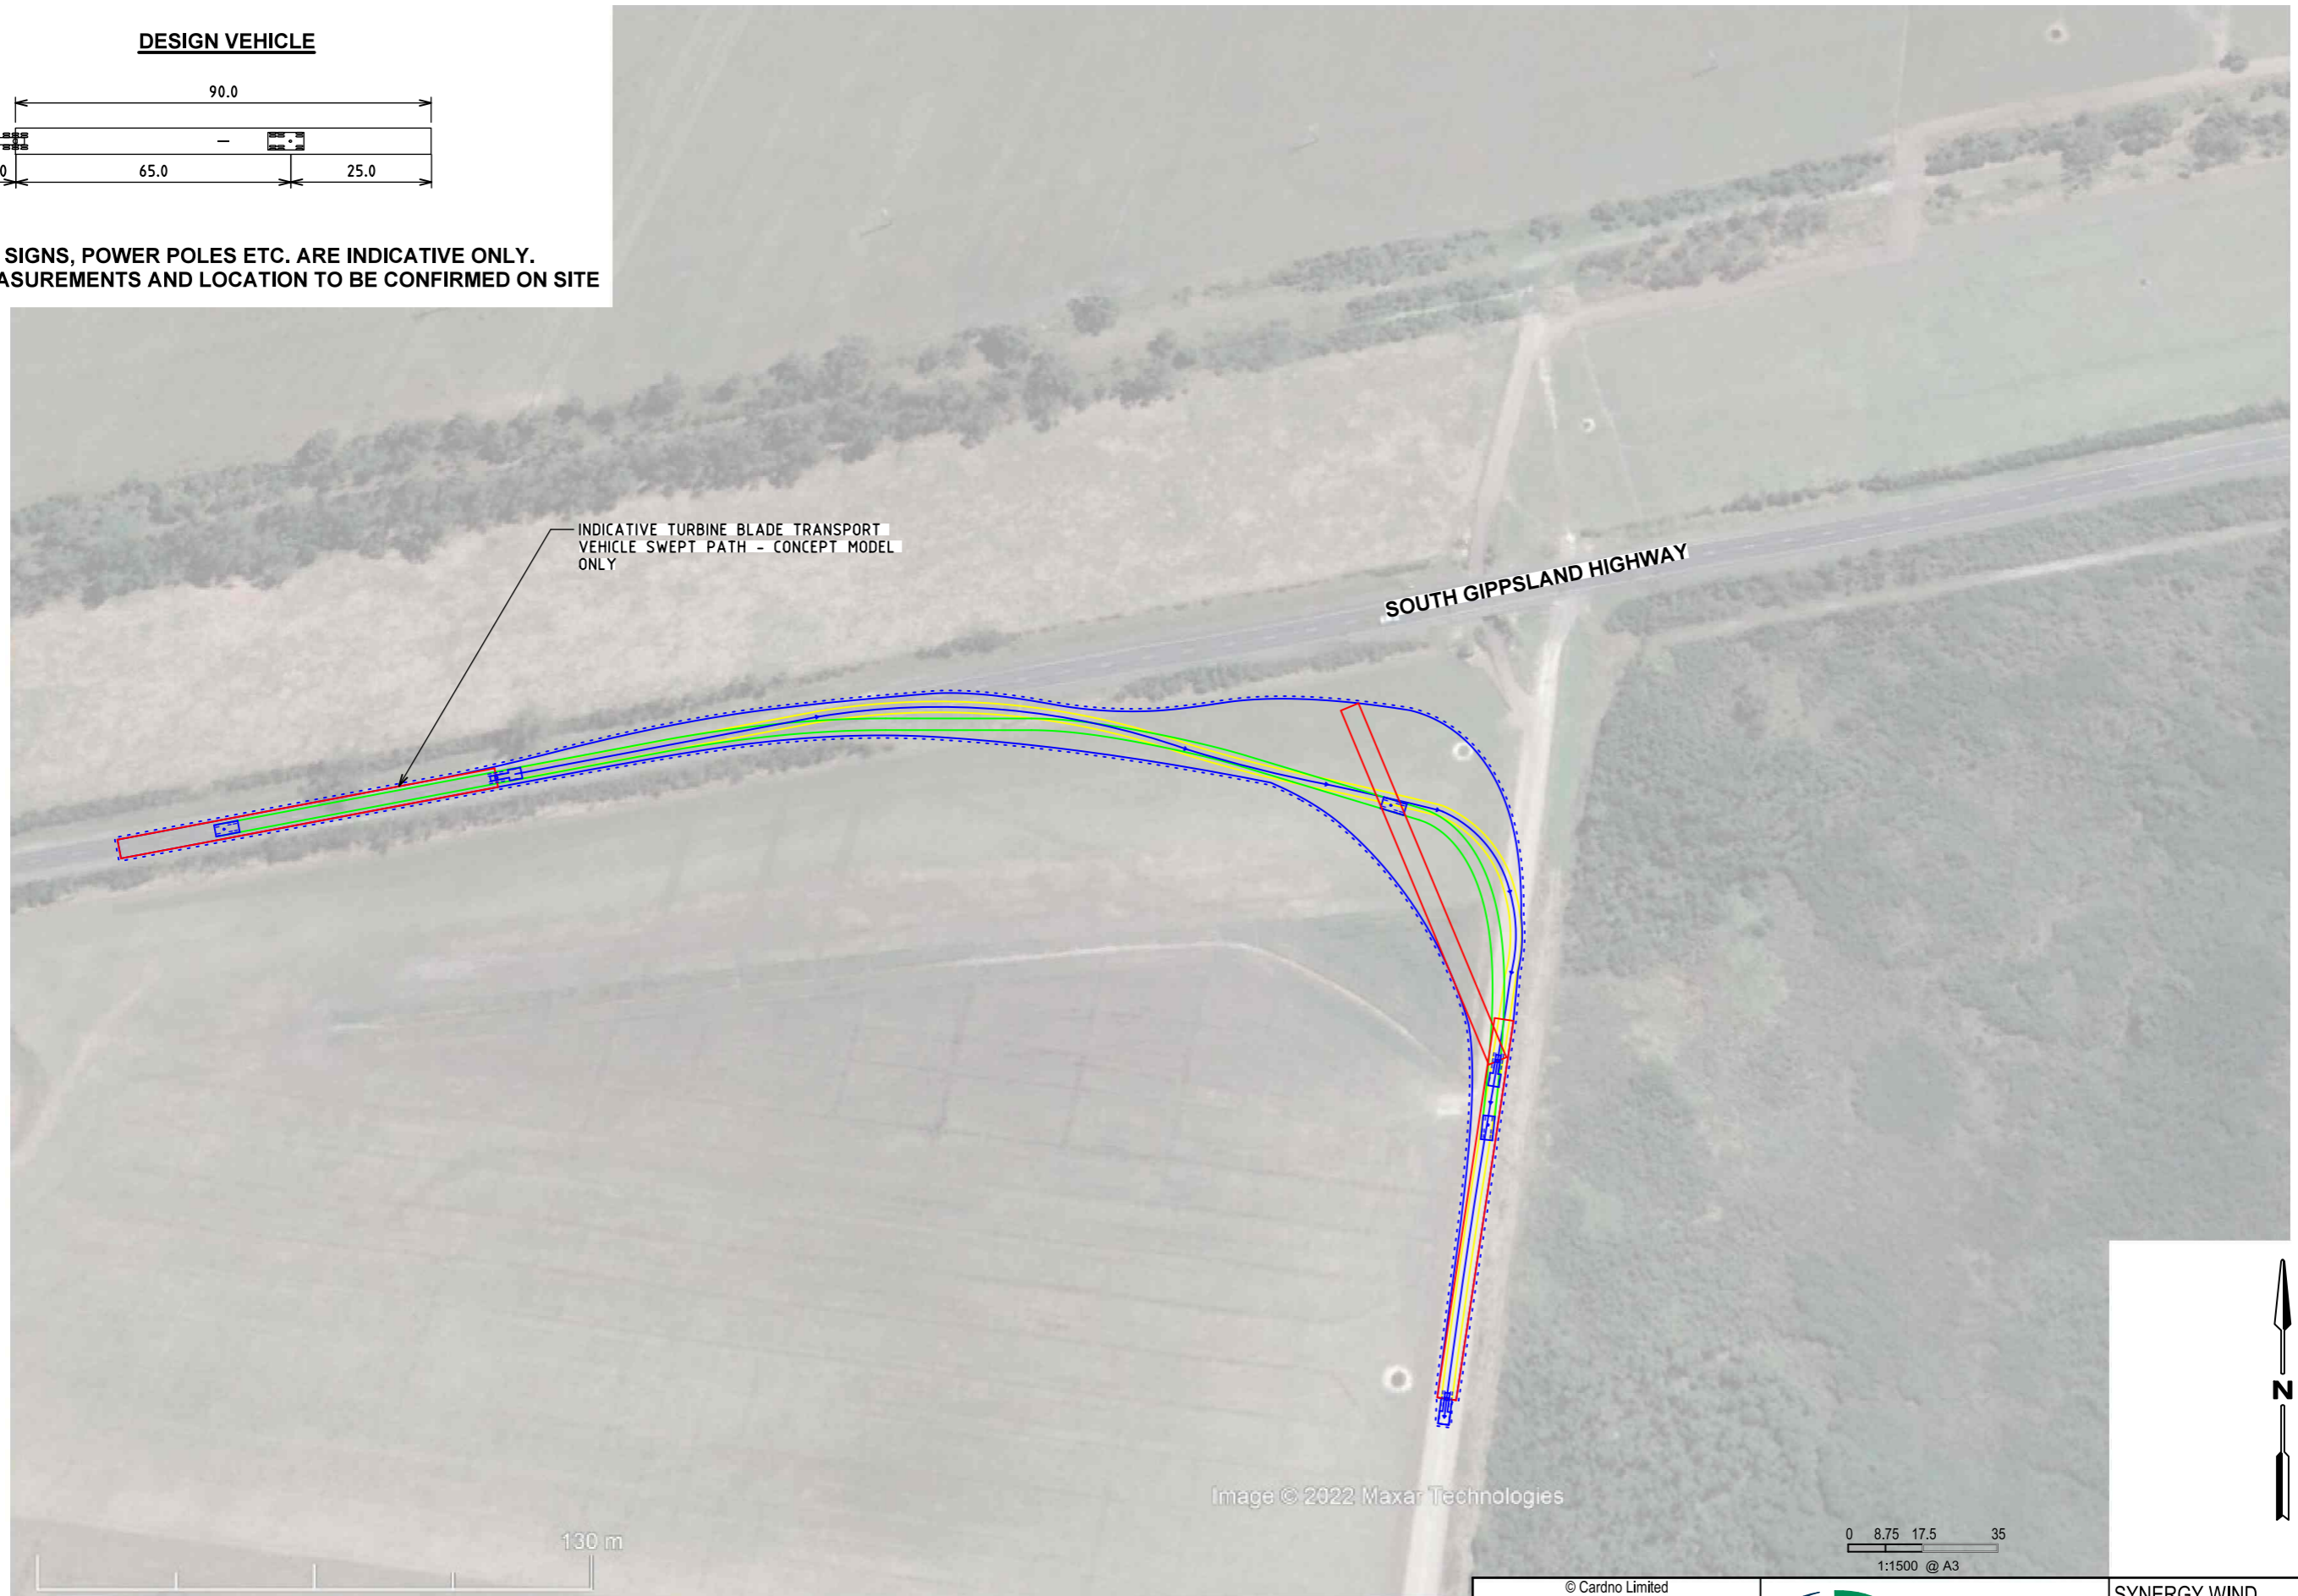 DESIGN VEHICLE
90.0
0
65.0
25.0
SIGNS, POWER POLES ETC. ARE INDICATIVE ONLY.
ASUREMENTS AND LOCATION TO BE CONFIRMED ON SITE
INDICATIVE TURBINE BLADE TRANSPORT
VEHICLE SWEPT PATH - CONCEPT MODEL
ONLY
SOUTH GIPPSLAND HIGHWAY
N
Image © 2022 Maxar Technologies
130 m
0 8.75 17.5 35
1:1500 @ A3
© Cardno Limited
SYNERGY WIND